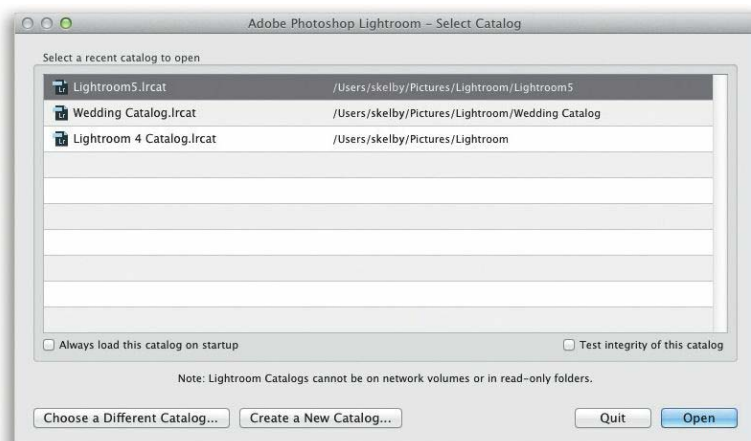 Adobe Photoshop Lightroom – Select Catalog
Select a recent catalog to open
Lightroom5.lrcat /Users/skelby/Pictures/Lightroom/Lightroom5
Wedding Catalog.lrcat /Users/skelby/Pictures/Lightroom/Wedding Catalog
Lightroom 4 Catalog.lrcat /Users/skelby/Pictures/Lightroom
Always load this catalog on startup Test integrity of this catalog
Note: Lightroom Catalogs cannot be on network volumes or in read-only folders.
Choose a Different Catalog... Create a New Catalog... Quit Open